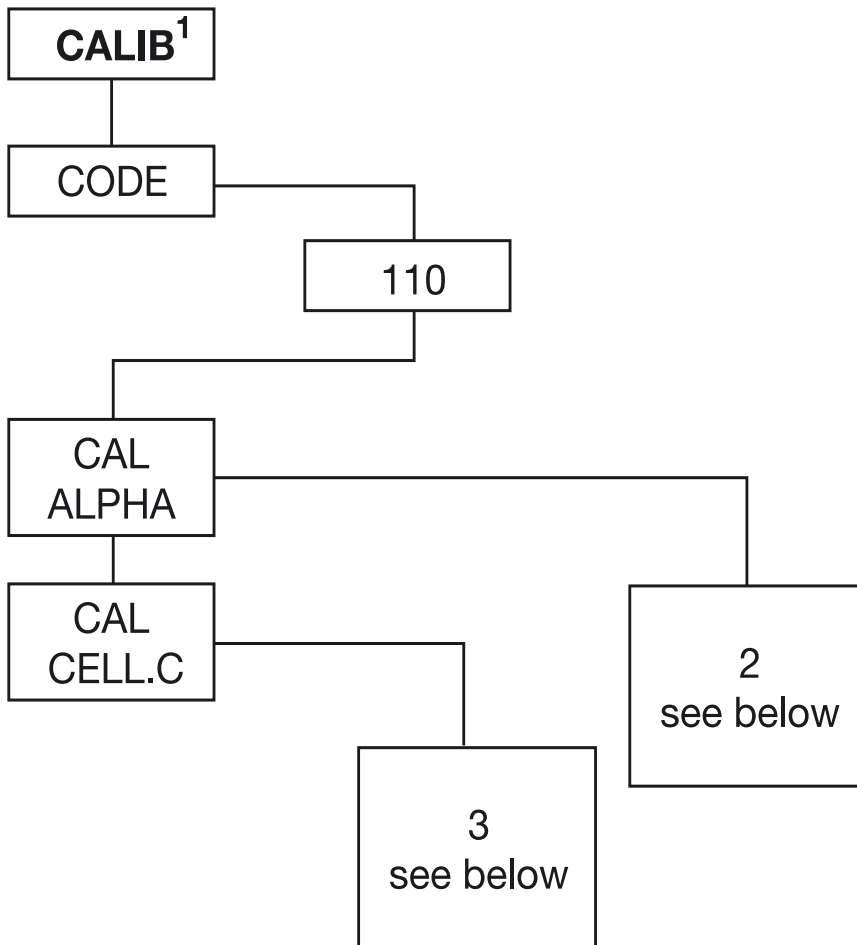 CALIB¹
CODE
110
CAL
ALPHA
CAL
CELL.C
2
see below
3
see below